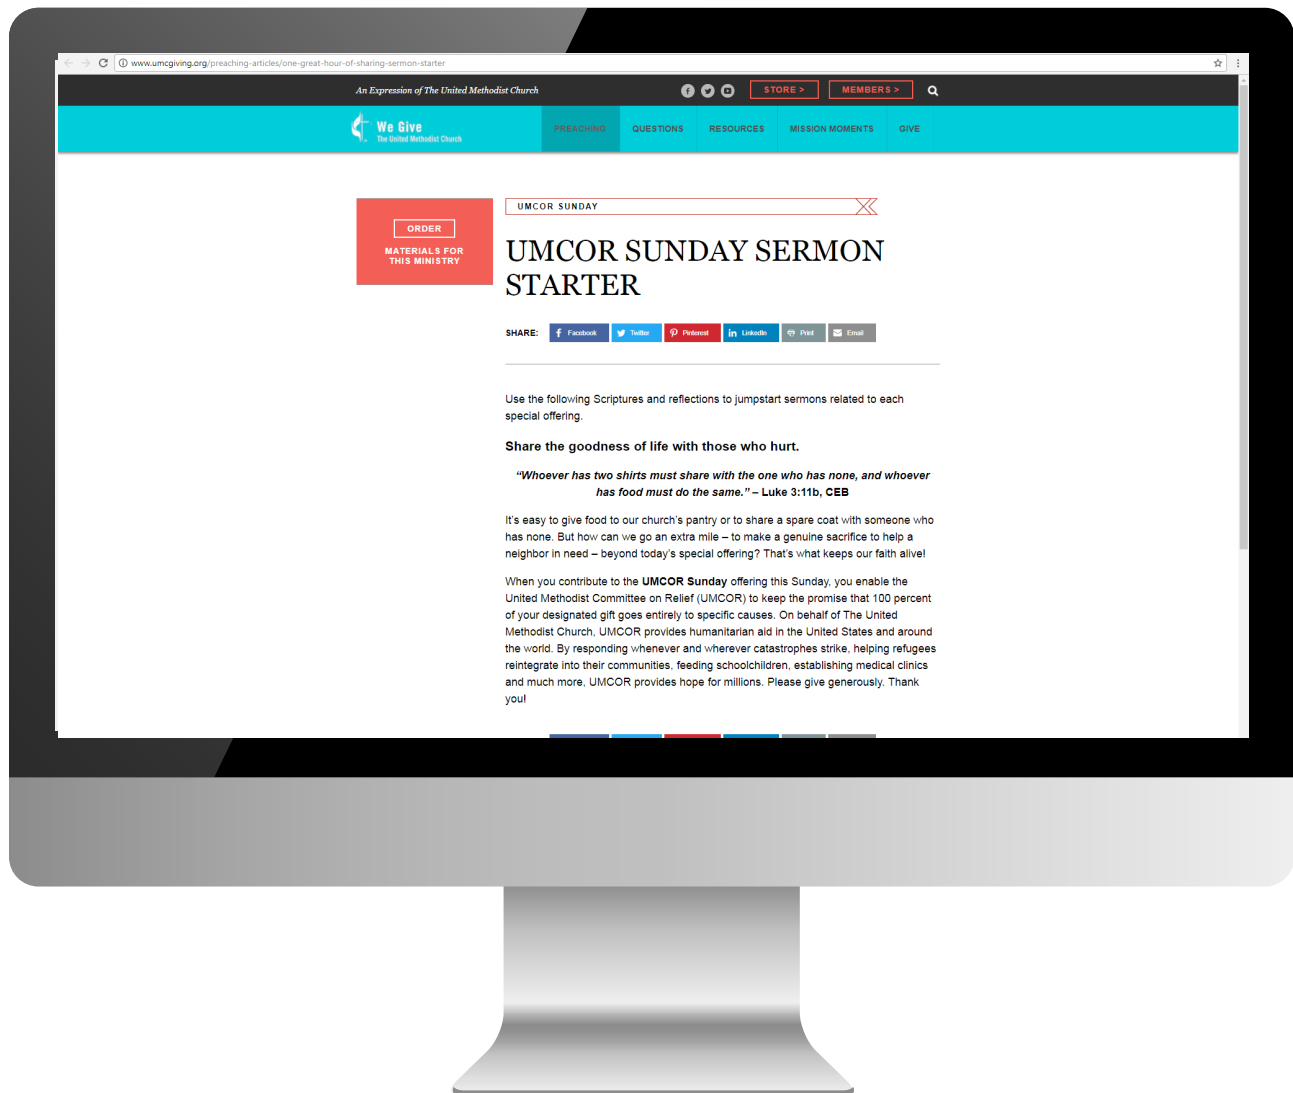 www.umcgiving.org/preaching-articles/one-great-hour-of-sharing-sermon-starter
An Expression of The United Methodist Church
STORE >
MEMBERS >
We Give
The United Methodist Church
PREACHING
QUESTIONS
RESOURCES
MISSION MOMENTS
GIVE
ORDER
MATERIALS FOR
THIS MINISTRY
UMCOR SUNDAY
UMCOR SUNDAY SERMON
STARTER
SHARE:
Facebook
Twitter
Pinterest
LinkedIn
Print
Email
Use the following Scriptures and reflections to jumpstart sermons related to each
special offering.
Share the goodness of life with those who hurt.
“Whoever has two shirts must share with the one who has none, and whoever
has food must do the same.” – Luke 3:11b, CEB
It’s easy to give food to our church’s pantry or to share a spare coat with someone who
has none. But how can we go an extra mile – to make a genuine sacrifice to help a
neighbor in need – beyond today’s special offering? That’s what keeps our faith alive!
When you contribute to the UMCOR Sunday offering this Sunday, you enable the
United Methodist Committee on Relief (UMCOR) to keep the promise that 100 percent
of your designated gift goes entirely to specific causes. On behalf of The United
Methodist Church, UMCOR provides humanitarian aid in the United States and around
the world. By responding whenever and wherever catastrophes strike, helping refugees
reintegrate into their communities, feeding schoolchildren, establishing medical clinics
and much more, UMCOR provides hope for millions. Please give generously. Thank
you!